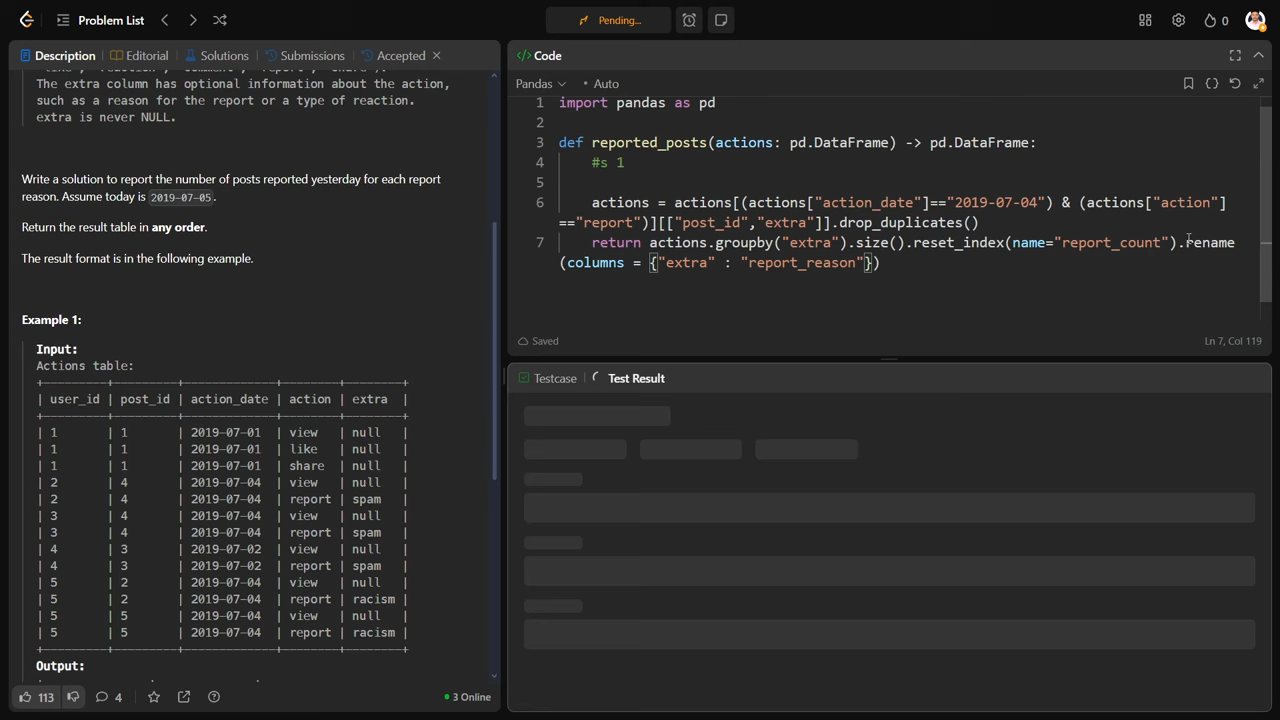 Problem List
Pending...
0
Description
Editorial
Solutions
Submissions
Accepted
The extra column has optional information about the action,
such as a reason for the report or a type of reaction.
extra is never NULL.
Write a solution to report the number of posts reported yesterday for each report
reason. Assume today is 2019-07-05.
Return the result table in any order.
The result format is in the following example.
Example 1:
Input:
Actions table:
+---------+---------+-------------+--------+--------+
| user_id | post_id | action_date | action | extra  |
+---------+---------+-------------+--------+--------+
| 1       | 1       | 2019-07-01  | view   | null   |
| 1       | 1       | 2019-07-01  | like   | null   |
| 1       | 1       | 2019-07-01  | share  | null   |
| 2       | 4       | 2019-07-04  | view   | null   |
| 2       | 4       | 2019-07-04  | report | spam   |
| 3       | 4       | 2019-07-04  | view   | null   |
| 3       | 4       | 2019-07-04  | report | spam   |
| 4       | 3       | 2019-07-02  | view   | null   |
| 4       | 3       | 2019-07-02  | report | spam   |
| 5       | 2       | 2019-07-04  | view   | null   |
| 5       | 2       | 2019-07-04  | report | racism |
| 5       | 5       | 2019-07-04  | view   | null   |
| 5       | 5       | 2019-07-04  | report | racism |
+---------+---------+-------------+--------+--------+
Output:
113
4
3 Online
</> Code
Pandas
• Auto
1 import pandas as pd
2
3 def reported_posts(actions: pd.DataFrame) -> pd.DataFrame:
4     #s 1
5
6     actions = actions[(actions["action_date"]=="2019-07-04") & (actions["action"]
=="report")][["post_id","extra"]].drop_duplicates()
7     return actions.groupby("extra").size().reset_index(name="report_count").rename
(columns = {"extra" : "report_reason"})
Saved
Ln 7, Col 119
Testcase
Test Result